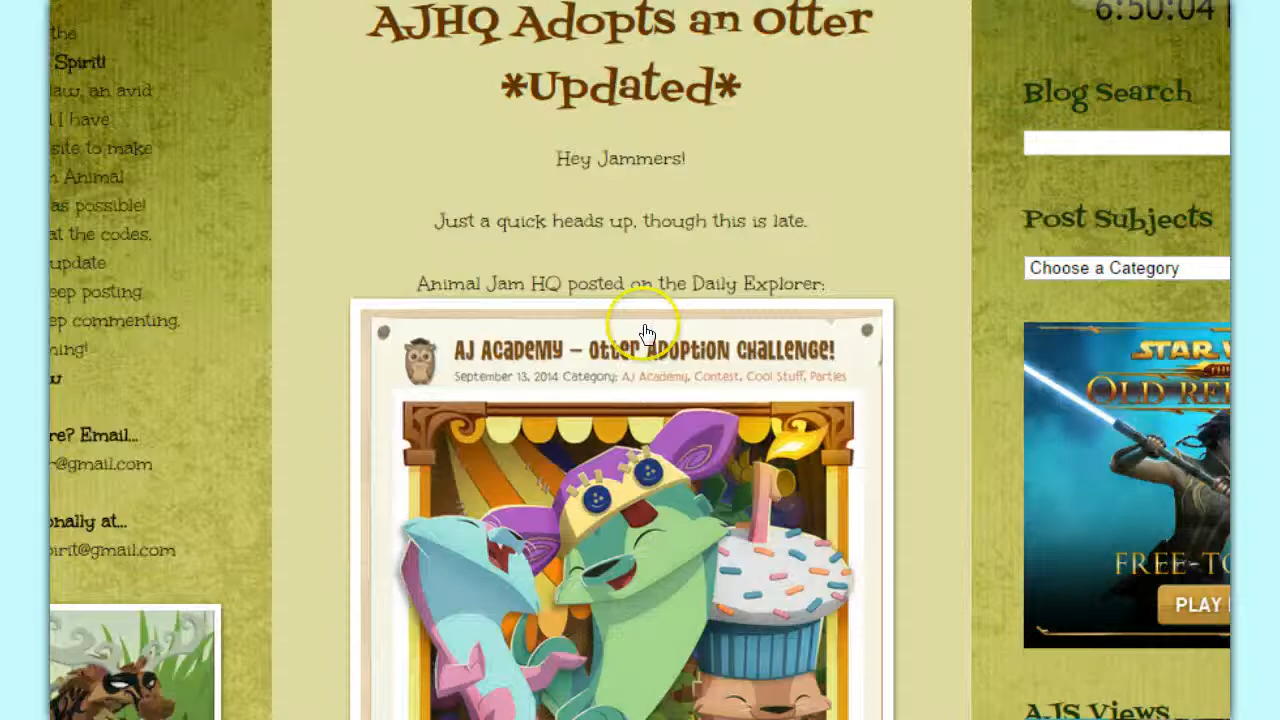 AJHQ Adopts an Otter
*Updated*
Hey Jammers!
Just a quick heads up, though this is late.
Animal Jam HQ posted on the Daily Explorer:
AJ Academy – Otter Adoption Challenge!
September 13, 2014 Category: AJ Academy, Contest, Cool Stuff, Parties
the
Spirit!
aw, an avid
I have
site to make
Animal
as possible!
at the codes,
update
eep posting
ep commenting,
ning!
re? Email...
@gmail.com
onally at...
pirit@gmail.com
6:50:04
Blog Search
Post Subjects
Choose a Category
STAR W
OLD RE
FREE-TO
PLAY
AJS Views